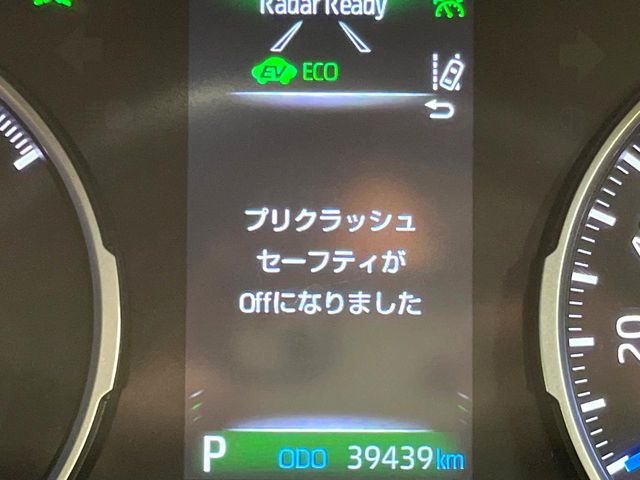 Radar Ready
EV ECO
プリクラッシュ
セーフティが
Offになりました
P ODO 39439km
20